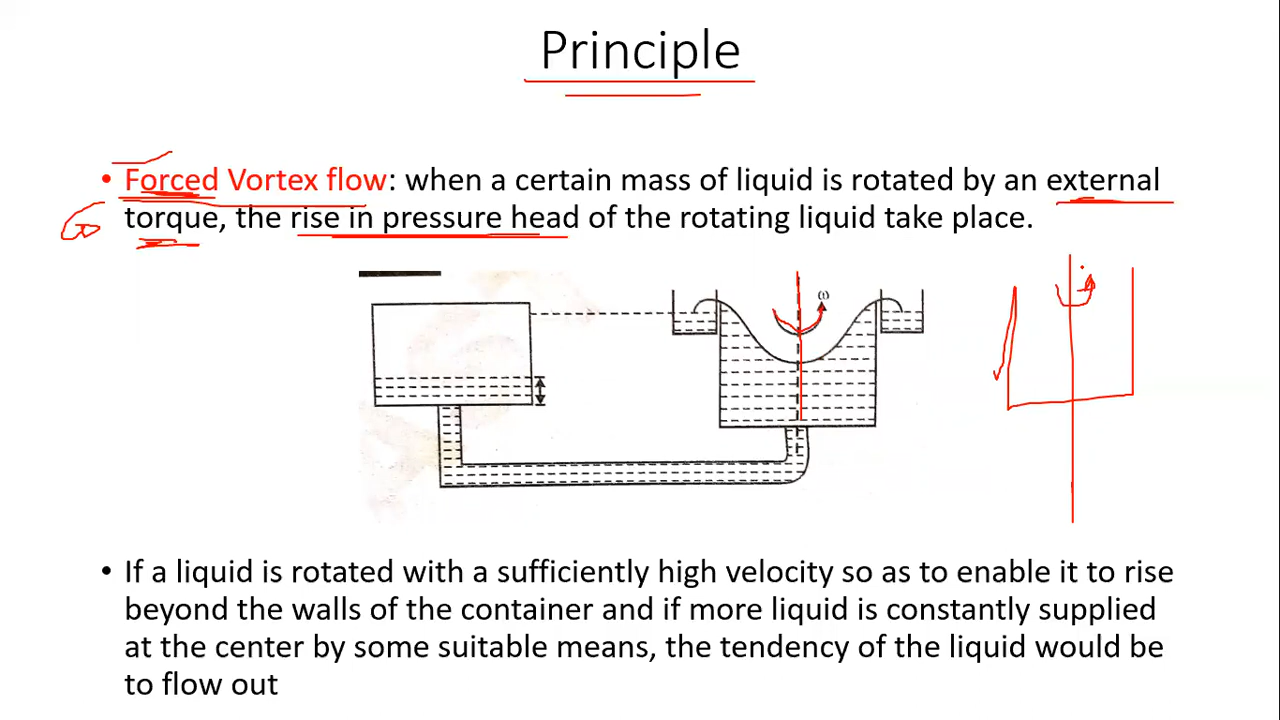 Principle
• Forced Vortex flow: when a certain mass of liquid is rotated by an external
torque, the rise in pressure head of the rotating liquid take place.
ω
• If a liquid is rotated with a sufficiently high velocity so as to enable it to rise
beyond the walls of the container and if more liquid is constantly supplied
at the center by some suitable means, the tendency of the liquid would be
to flow out